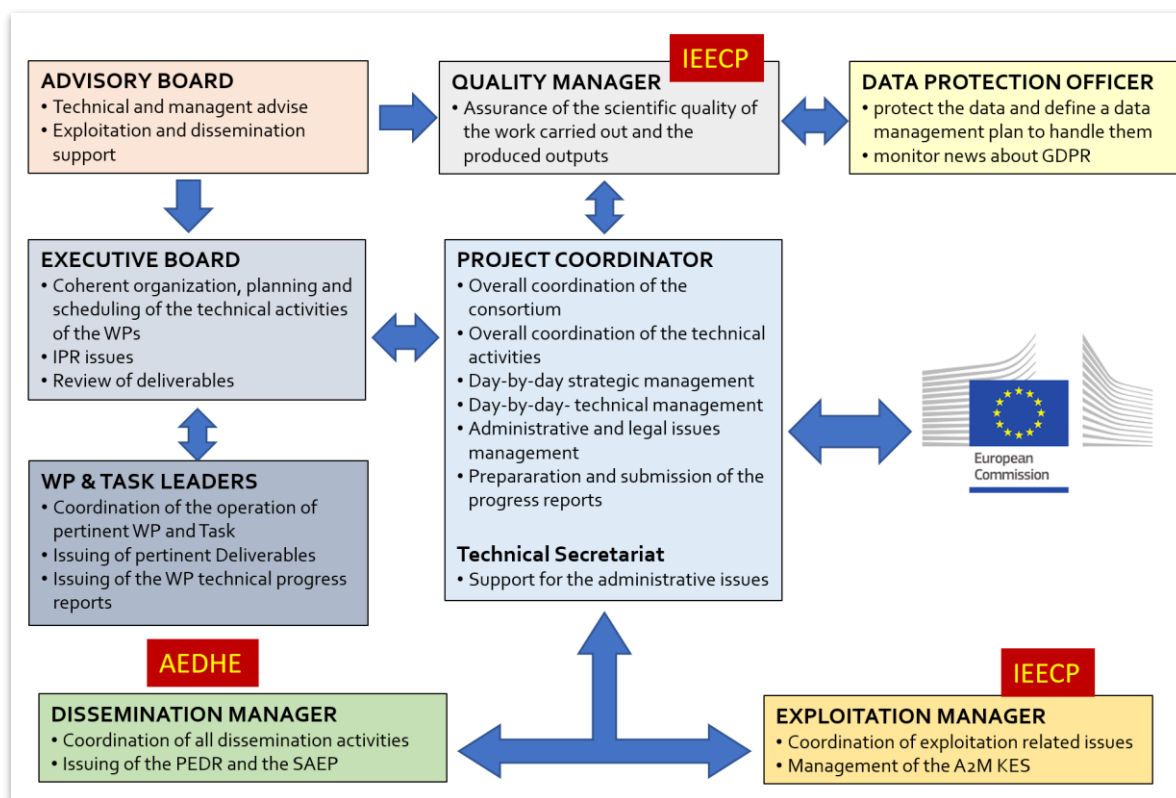 ADVISORY BOARD
• Technical and managent advise
• Exploitation and dissemination
support
IEECP
QUALITY MANAGER
• Assurance of the scientific quality of
the work carried out and the
produced outputs
DATA PROTECTION OFFICER
• protect the data and define a data
management plan to handle them
• monitor news about GDPR
EXECUTIVE BOARD
• Coherent organization, planning and
scheduling of the technical activities
of the WPs
• IPR issues
• Review of deliverables
PROJECT COORDINATOR
• Overall coordination of the
consortium
• Overall coordination of the technical
activities
• Day-by-day strategic management
• Day-by-day- technical management
• Administrative and legal issues
management
• Prepararation and submission of the
progress reports
Technical Secretariat
• Support for the administrative issues
European
Commission
WP & TASK LEADERS
• Coordination of the operation of
pertinent WP and Task
• Issuing of pertinent Deliverables
• Issuing of the WP technical progress
reports
AEDHE
DISSEMINATION MANAGER
• Coordination of all dissemination activities
• Issuing of the PEDR and the SAEP
IEECP
EXPLOITATION MANAGER
• Coordination of exploitation related issues
• Management of the A2M KES